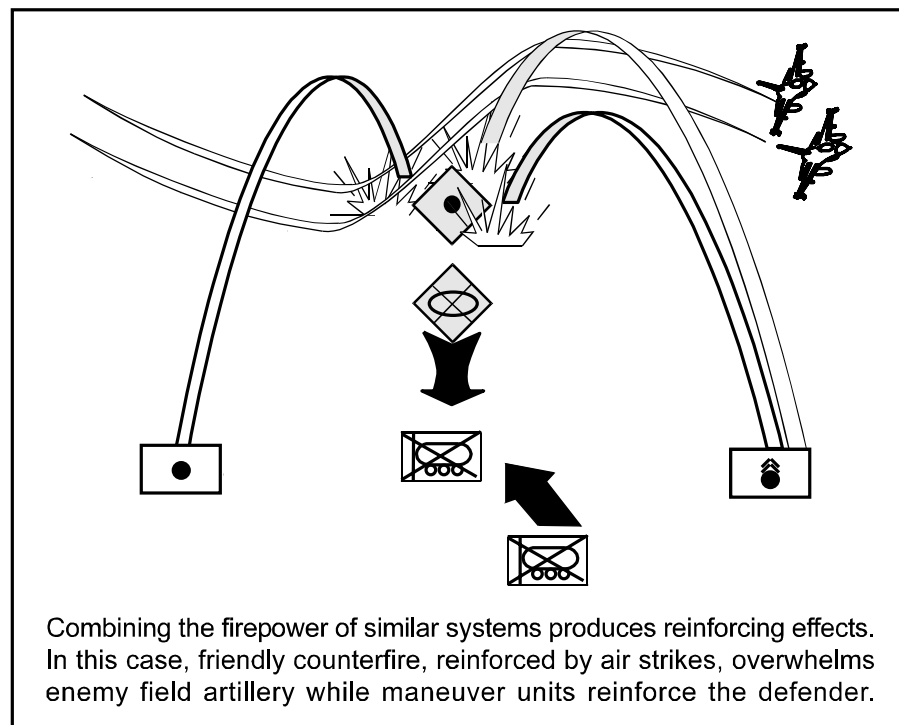 Combining the firepower of similar systems produces reinforcing effects.
In this case, friendly counterfire, reinforced by air strikes, overwhelms
enemy field artillery while maneuver units reinforce the defender.